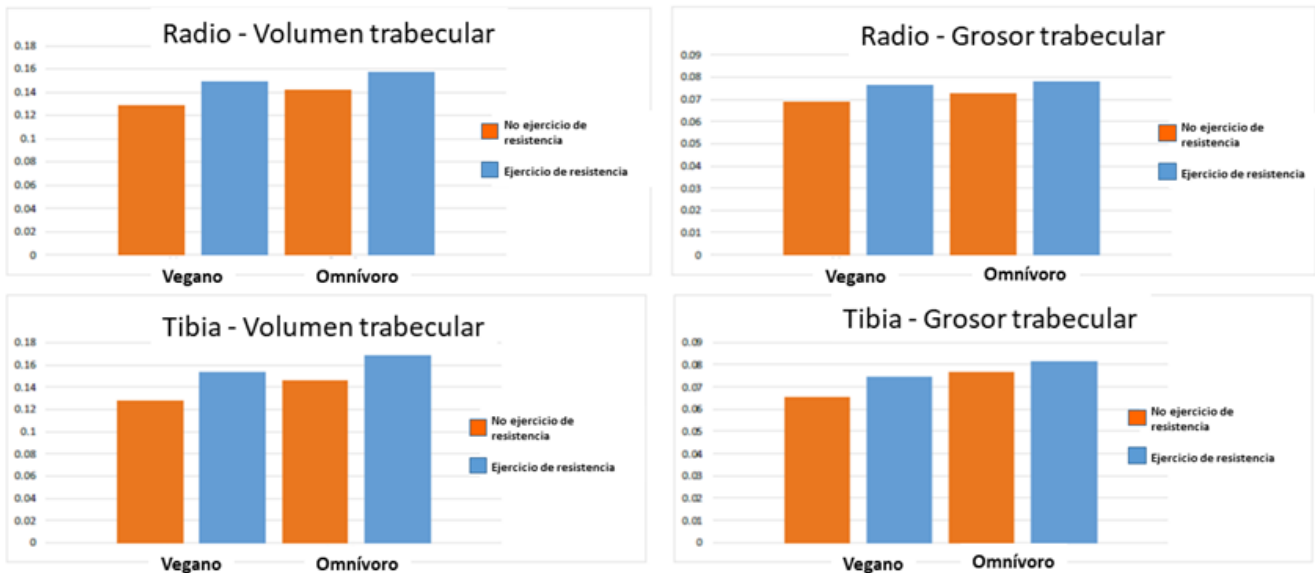 Radio - Volumen trabecular
0.18
0.16
0.14
0.12
0.1
0.08
0.06
0.04
0.02
0
No ejercicio de
resistencia
Ejercicio de resistencia
Vegano
Omnívoro
Radio - Grosor trabecular
0.09
0.08
0.07
0.06
0.05
0.04
0.03
0.02
0.01
0
No ejercicio de
resistencia
Ejercicio de resistencia
Vegano
Omnívoro
Tibia - Volumen trabecular
0.18
0.16
0.14
0.12
0.1
0.08
0.06
0.04
0.02
0
No ejercicio de
resistencia
Ejercicio de resistencia
Vegano
Omnívoro
Tibia - Grosor trabecular
0.09
0.08
0.07
0.06
0.05
0.04
0.03
0.02
0.01
0
No ejercicio de
resistencia
Ejercicio de resistencia
Vegano
Omnívoro